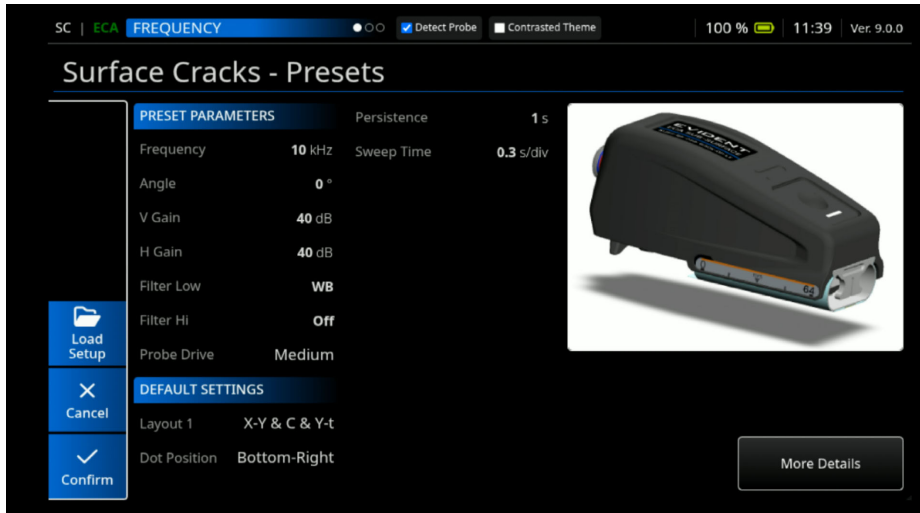 SC | ECA FREQUENCY Detect Probe Contrasted Theme 100 % 11:39 Ver. 9.0.0
Surface Cracks - Presets
PRESET PARAMETERS
Frequency 10 kHz
Angle 0 °
V Gain 40 dB
H Gain 40 dB
Filter Low WB
Filter Hi Off
Probe Drive Medium
DEFAULT SETTINGS
Layout 1 X-Y & C & Y-t
Dot Position Bottom-Right
Persistence 1 s
Sweep Time 0.3 s/div
EVIDENT
0
64
Load
Setup
Cancel
Confirm
More Details